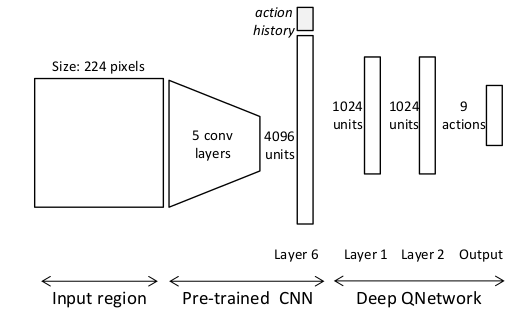 action
history
Size: 224 pixels
5 conv
layers
4096
units
1024
units
1024
units
9
actions
Layer 6
Layer 1
Layer 2
Output
Input region
Pre-trained CNN
Deep QNetwork